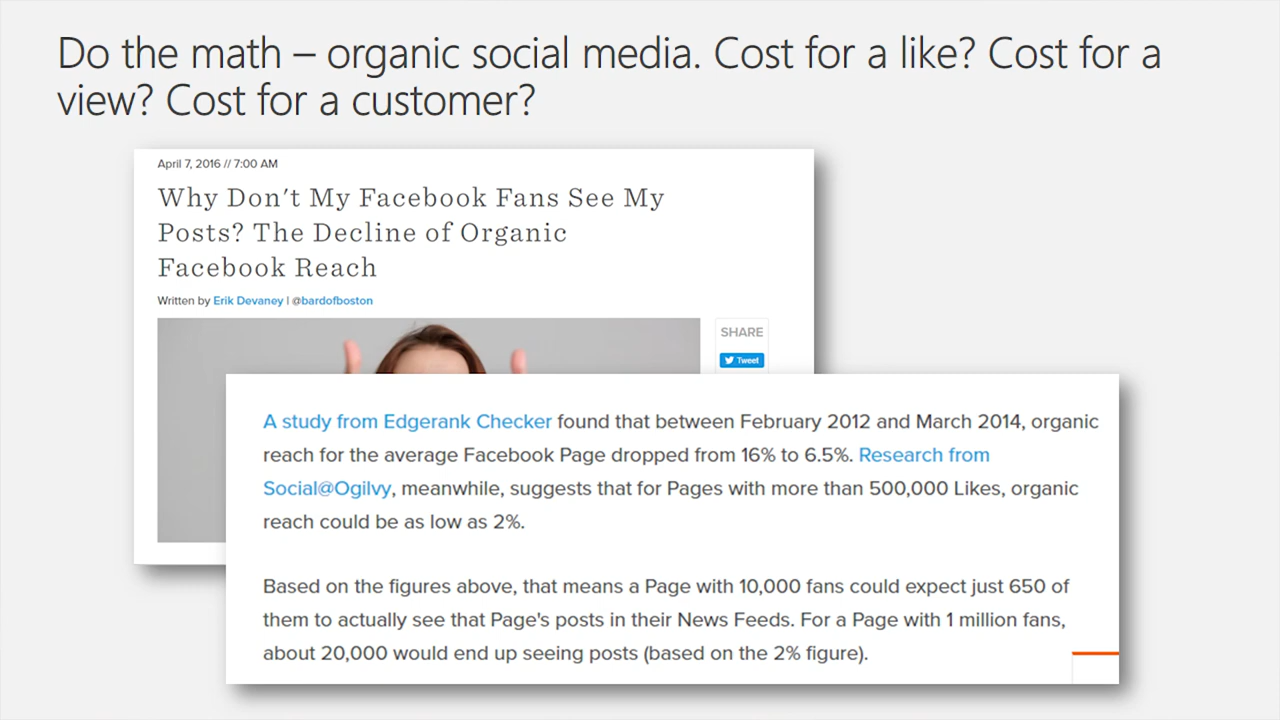 Do the math – organic social media. Cost for a like? Cost for a
view? Cost for a customer?
April 7, 2016 // 7:00 AM
Why Don't My Facebook Fans See My
Posts? The Decline of Organic
Facebook Reach
Written by Erik Devaney | @bardofboston
SHARE
Tweet
A study from Edgerank Checker found that between February 2012 and March 2014, organic
reach for the average Facebook Page dropped from 16% to 6.5%. Research from
Social@Ogilvy, meanwhile, suggests that for Pages with more than 500,000 Likes, organic
reach could be as low as 2%.
Based on the figures above, that means a Page with 10,000 fans could expect just 650 of
them to actually see that Page's posts in their News Feeds. For a Page with 1 million fans,
about 20,000 would end up seeing posts (based on the 2% figure).